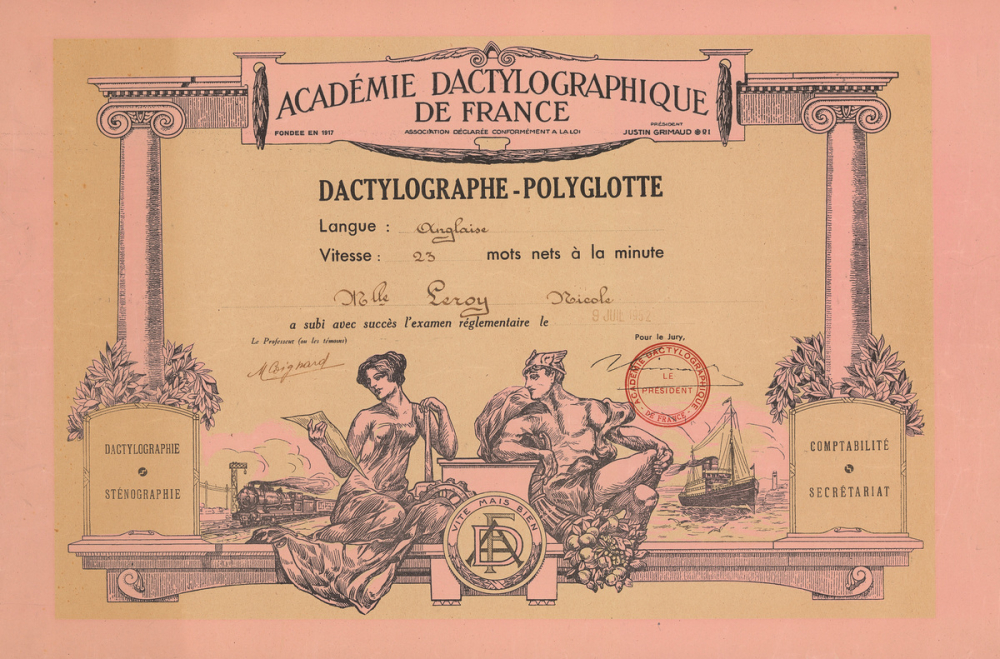 ACADÉMIE DACTYLOGRAPHIQUE
DE FRANCE
FONDEE EN 1917
ASSOCIATION DÉCLARÉE CONFORMÉMENT A LA LOI
PRÉSIDENT
JUSTIN GRIMAUD
DACTYLOGRAPHE-POLYGLOTTE
Langue : Anglaise
Vitesse : 23 mots nets à la minute
Mlle Leroy Nicole
a subi avec succès l'examen réglementaire le 9 JUIL 1952
Le Professeur (ou les témoins)
Pour le Jury,
M Coignard
ACADÉMIE DACTYLOGRAPHIQUE
LE
PRÉSIDENT
DE FRANCE
DACTYLOGRAPHIE
STÉNOGRAPHIE
COMPTABILITÉ
SECRÉTARIAT
VITE MAIS BIEN